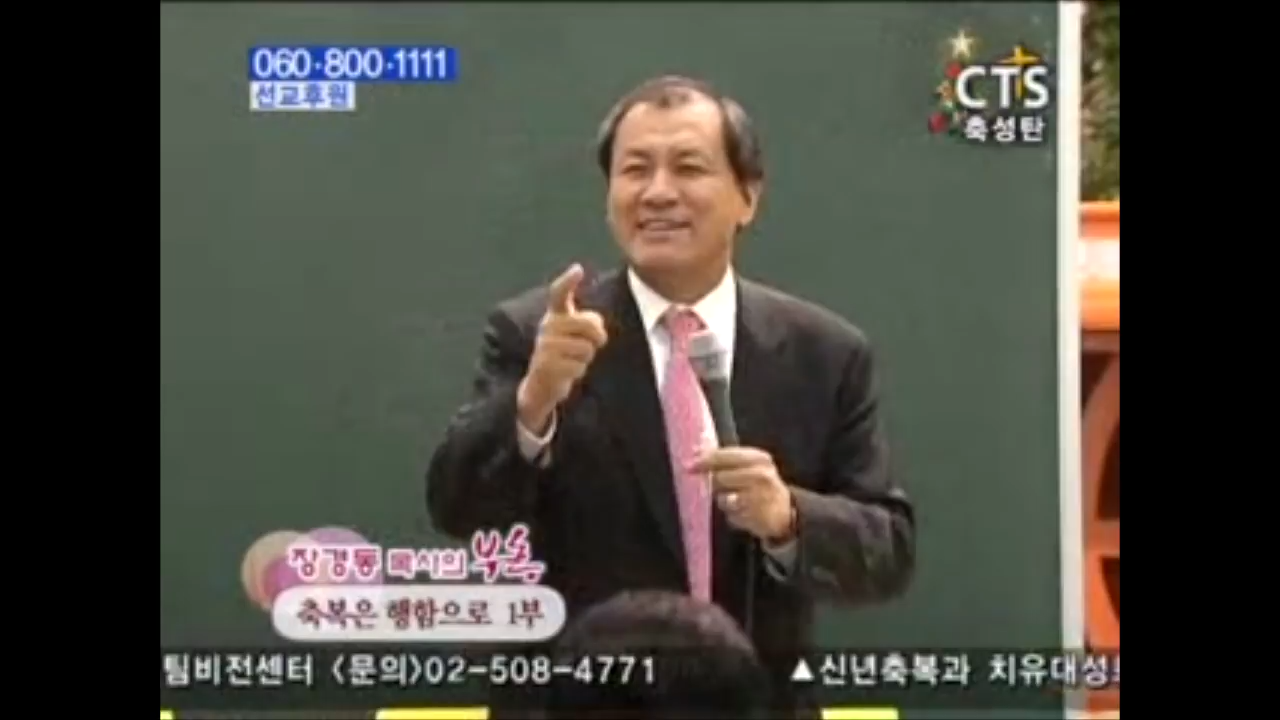 060·800·1111
선교후원
CTS
축성탄
장경동 목사의 부흥
축복은 행함으로 1부
팀비전센터 <문의>02-508-4771 ▲신년축복과 치유대성